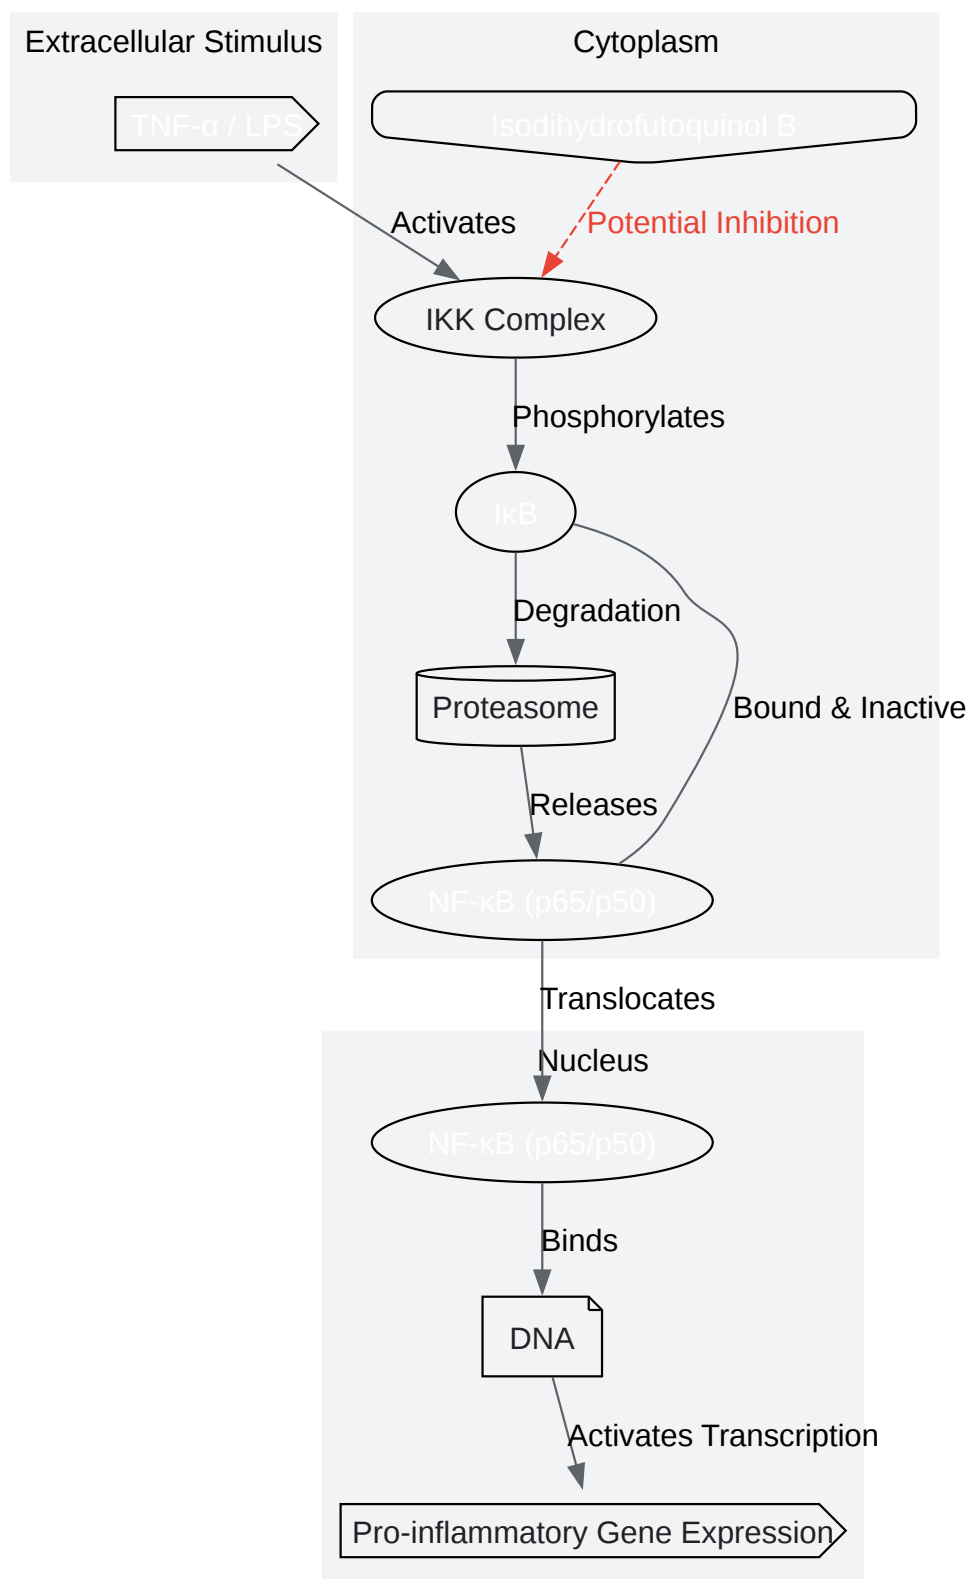 Extracellular Stimulus
Cytoplasm
TNF-α / LPS
Isodihydrofutoquinol B
Activates
Potential Inhibition
IKK Complex
Phosphorylates
IκB
Degradation
Proteasome
Bound & Inactive
Releases
NF-κB (p65/p50)
Translocates
Nucleus
NF-κB (p65/p50)
Binds
DNA
Activates Transcription
Pro-inflammatory Gene Expression